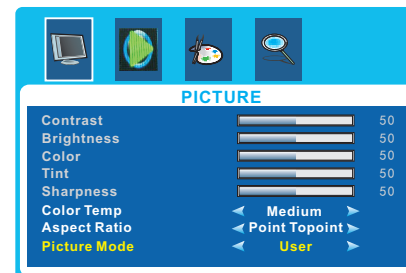 PICTURE
Contrast 50
Brightness 50
Color 50
Tint 50
Sharpness 50
Color Temp Medium
Aspect Ratio Point Topoint
Picture Mode User